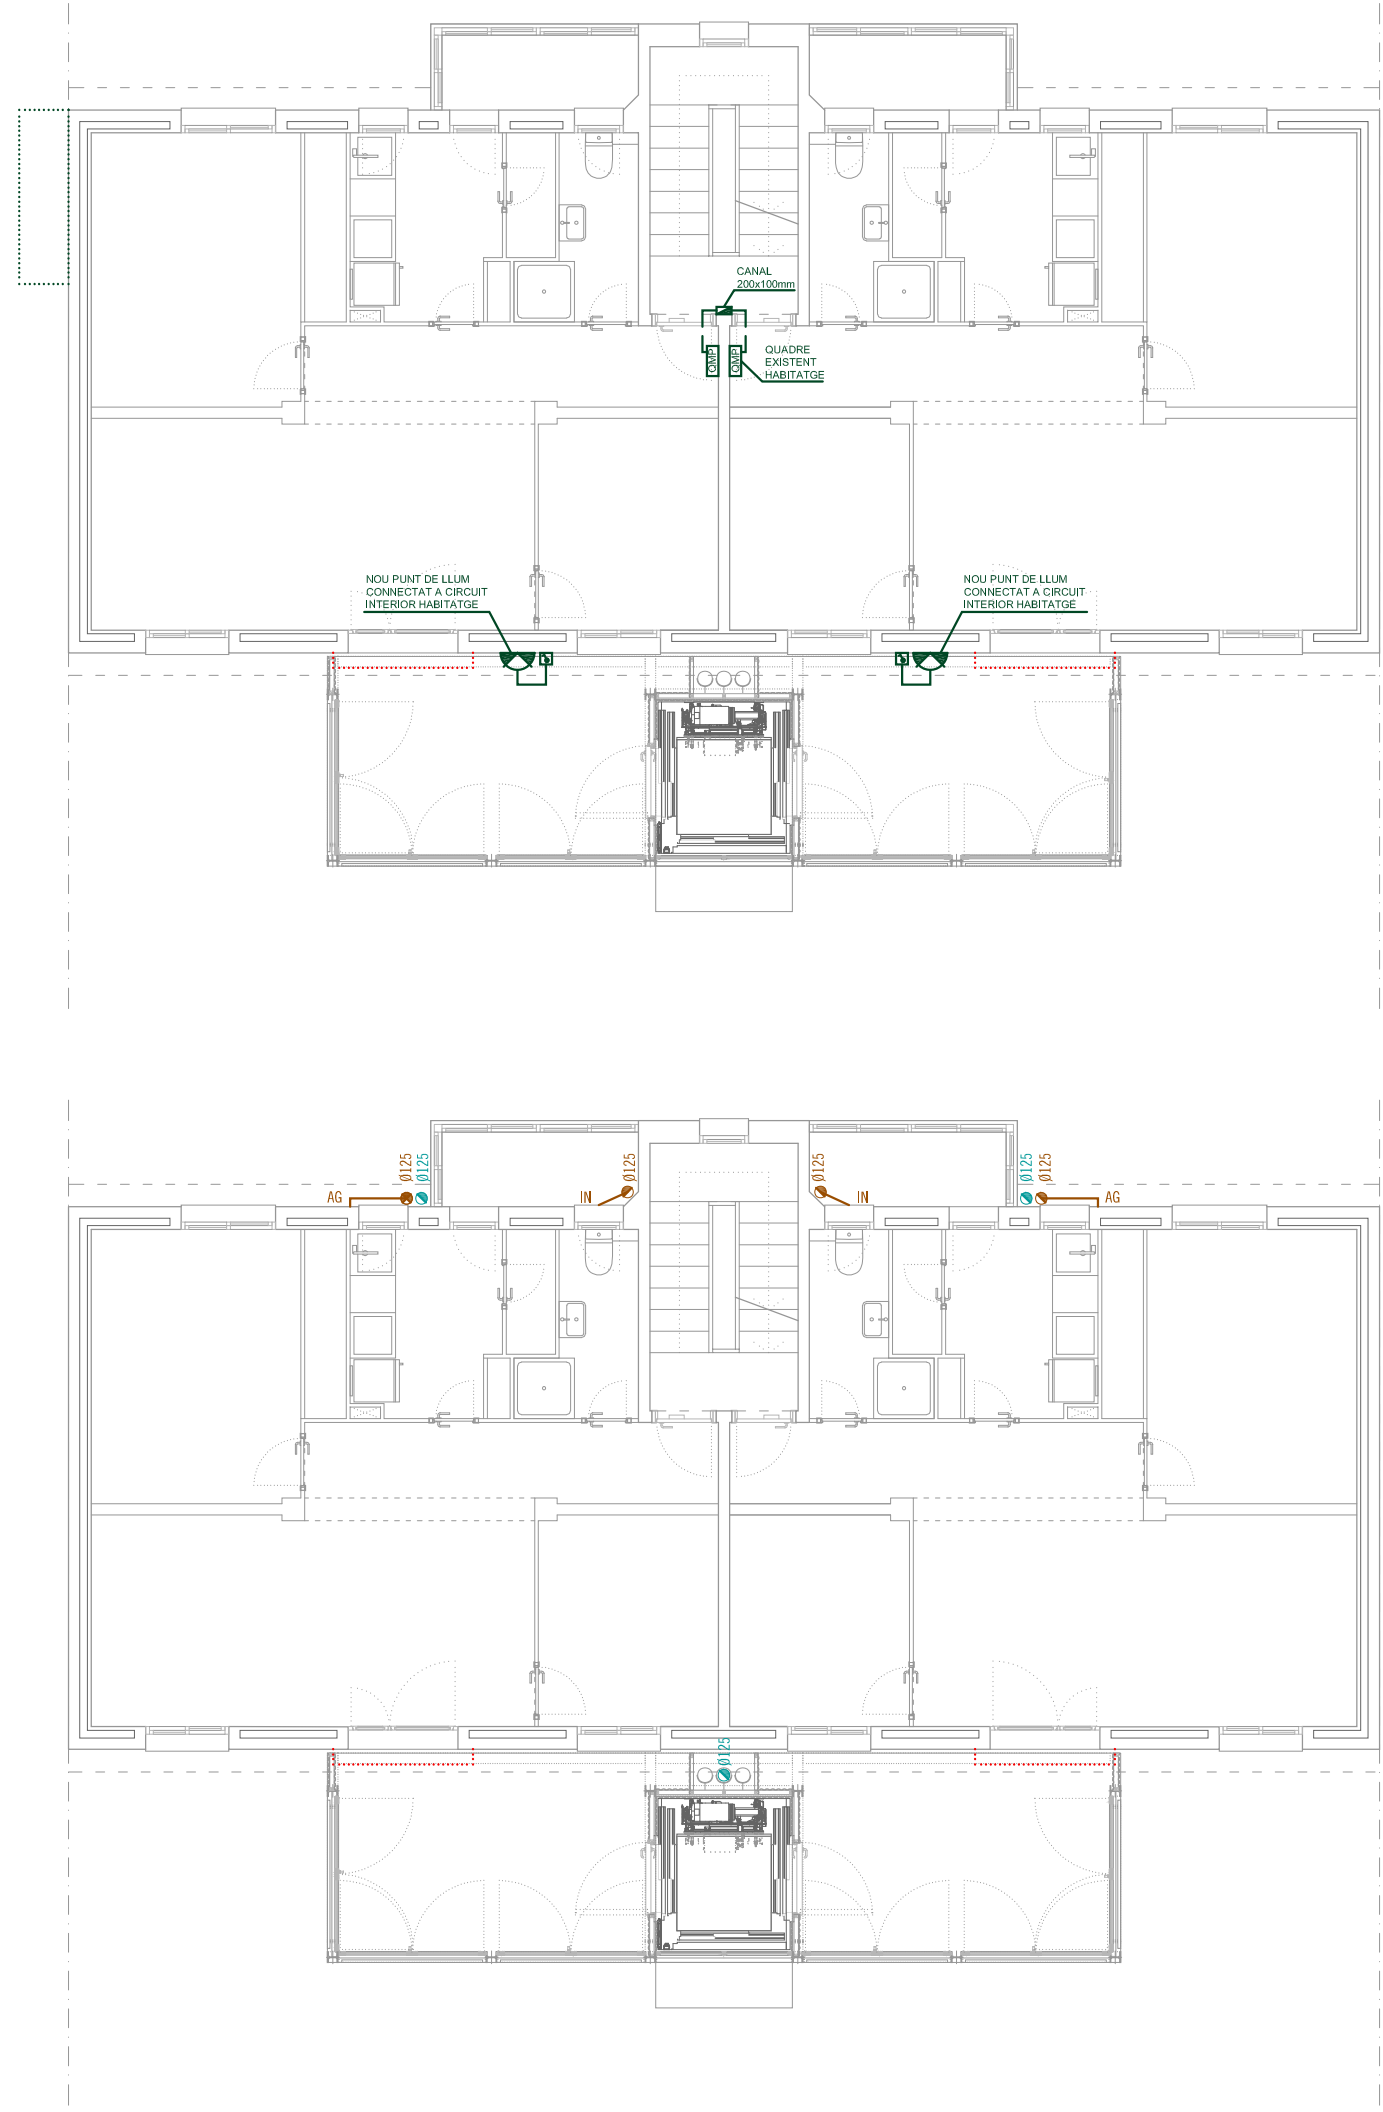 CANAL
200x100mm
QMP
QMP
QUADRE
EXISTENT
HABITATGE
NOU PUNT DE LLUM
CONNECTAT A CIRCUIT
INTERIOR HABITATGE
NOU PUNT DE LLUM
CONNECTAT A CIRCUIT
INTERIOR HABITATGE
Ø125
Ø125
Ø125
Ø125
Ø125
Ø125
AG
IN
IN
AG
Ø125